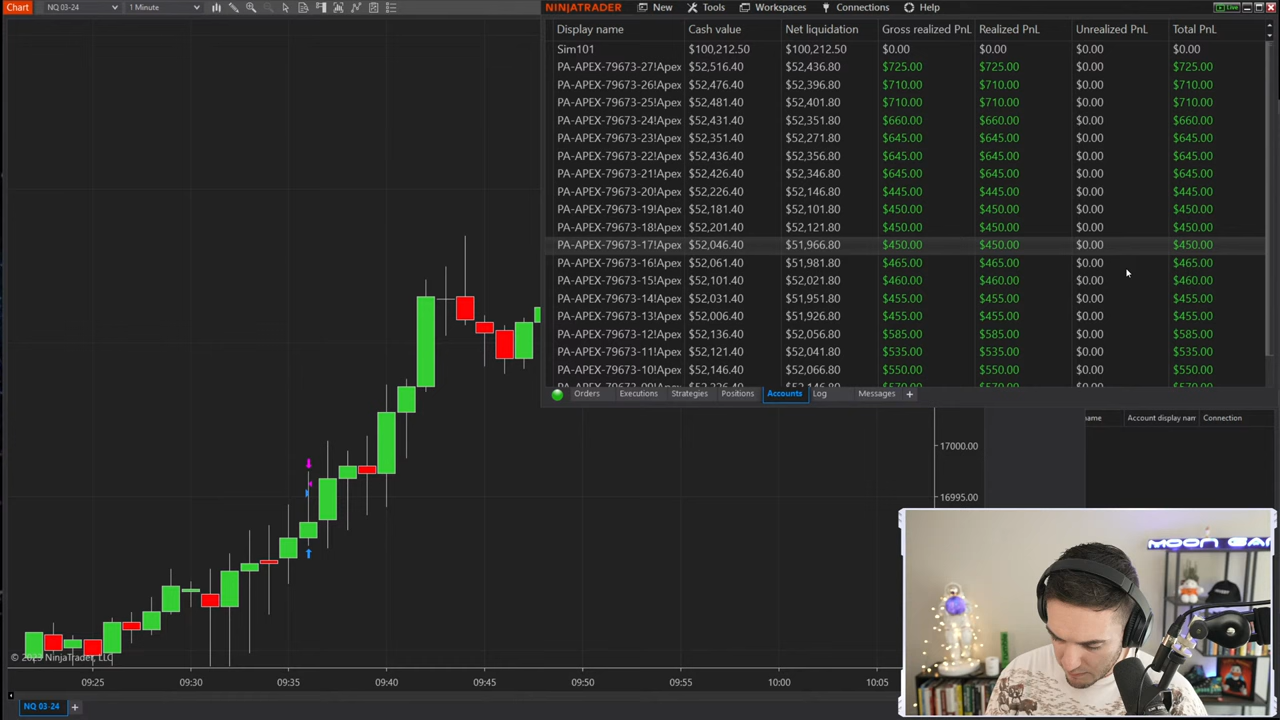 Chart NQ 03-24 1 Minute
NINJATRADER New Tools Workspaces Connections Help Live
Display name Cash value Net liquidation Gross realized PnL Realized PnL Unrealized PnL Total PnL
Sim101 $100,212.50 $100,212.50 $0.00 $0.00 $0.00 $0.00
PA-APEX-79673-27!Apex $52,516.40 $52,436.80 $725.00 $725.00 $0.00 $725.00
PA-APEX-79673-26!Apex $52,476.40 $52,396.80 $710.00 $710.00 $0.00 $710.00
PA-APEX-79673-25!Apex $52,481.40 $52,401.80 $710.00 $710.00 $0.00 $710.00
PA-APEX-79673-24!Apex $52,431.40 $52,351.80 $660.00 $660.00 $0.00 $660.00
PA-APEX-79673-23!Apex $52,351.40 $52,271.80 $645.00 $645.00 $0.00 $645.00
PA-APEX-79673-22!Apex $52,436.40 $52,356.80 $645.00 $645.00 $0.00 $645.00
PA-APEX-79673-21!Apex $52,426.40 $52,346.80 $645.00 $645.00 $0.00 $645.00
PA-APEX-79673-20!Apex $52,226.40 $52,146.80 $445.00 $445.00 $0.00 $445.00
PA-APEX-79673-19!Apex $52,181.40 $52,101.80 $450.00 $450.00 $0.00 $450.00
PA-APEX-79673-18!Apex $52,201.40 $52,121.80 $450.00 $450.00 $0.00 $450.00
PA-APEX-79673-17!Apex $52,046.40 $51,966.80 $450.00 $450.00 $0.00 $450.00
PA-APEX-79673-16!Apex $52,061.40 $51,981.80 $465.00 $465.00 $0.00 $465.00
PA-APEX-79673-15!Apex $52,101.40 $52,021.80 $460.00 $460.00 $0.00 $460.00
PA-APEX-79673-14!Apex $52,031.40 $51,951.80 $455.00 $455.00 $0.00 $455.00
PA-APEX-79673-13!Apex $52,006.40 $51,926.80 $455.00 $455.00 $0.00 $455.00
PA-APEX-79673-12!Apex $52,136.40 $52,056.80 $585.00 $585.00 $0.00 $585.00
PA-APEX-79673-11!Apex $52,121.40 $52,041.80 $535.00 $535.00 $0.00 $535.00
PA-APEX-79673-10!Apex $52,146.40 $52,066.80 $550.00 $550.00 $0.00 $550.00
Orders Executions Strategies Positions Accounts Log Messages +
name Account display nam Connection
17000.00
16995.00
MOON GA
© 2023 NinjaTrader, LLC
09:25 09:30 09:35 09:40 09:45 09:50 09:55 10:00 10:05
NQ 03-24 +